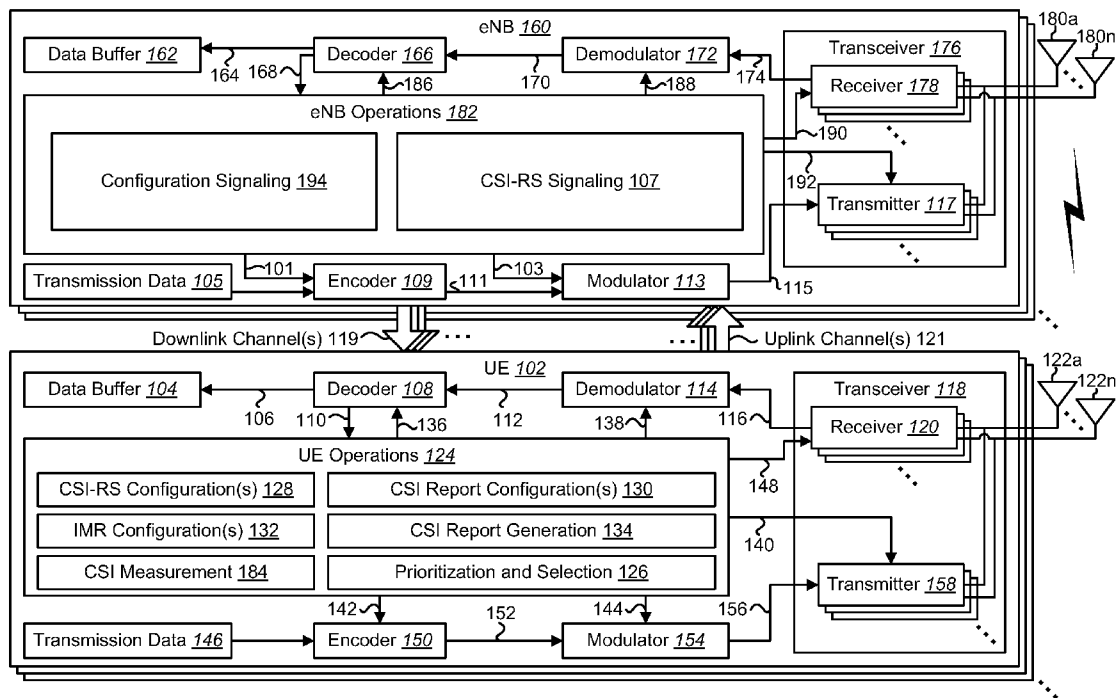 eNB 160
180a
180n
Data Buffer 162
Decoder 166
Demodulator 172
Transceiver 176
164
168
186
170
188
174
Receiver 178
eNB Operations 182
190
192
Configuration Signaling 194
CSI-RS Signaling 107
Transmitter 117
101
103
Transmission Data 105
Encoder 109
111
Modulator 113
115
Downlink Channel(s) 119
Uplink Channel(s) 121
UE 102
122a
122n
Data Buffer 104
Decoder 108
Demodulator 114
Transceiver 118
106
110
136
112
138
116
Receiver 120
UE Operations 124
148
CSI-RS Configuration(s) 128
CSI Report Configuration(s) 130
IMR Configuration(s) 132
CSI Report Generation 134
140
CSI Measurement 184
Prioritization and Selection 126
Transmitter 158
142
144
156
152
Transmission Data 146
Encoder 150
Modulator 154